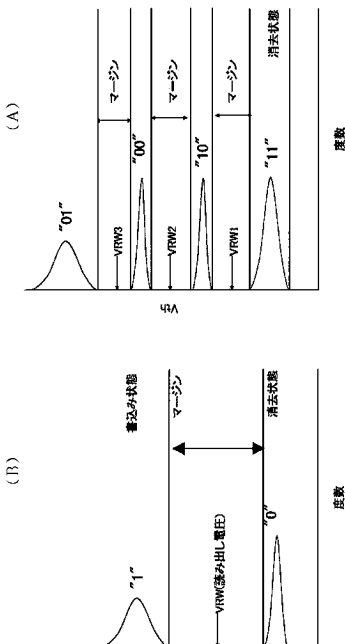 (A)
"01"
マージン
VRW3
"00"
マージン
VRW2
"10"
マージン
VRW1
"11"
消去状態
Vth
度数
(B)
書込み状態
"1"
マージン
VRW(読み出し電圧)
消去状態
"0"
度数